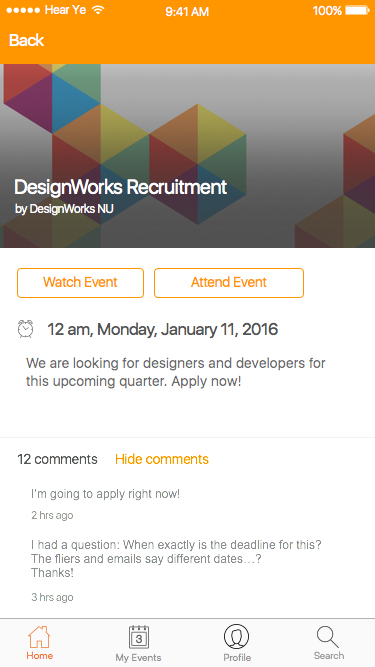 Hear Ye
9:41 AM
100%
Back
DesignWorks Recruitment
by DesignWorks NU
Watch Event
Attend Event
12 am, Monday, January 11, 2016
We are looking for designers and developers for
this upcoming quarter. Apply now!
12 comments
Hide comments
I'm going to apply right now!
2 hrs ago
I had a question: When exactly is the deadline for this?
The fliers and emails say different dates...?
Thanks!
3 hrs ago
3
Home
My Events
Profile
Search